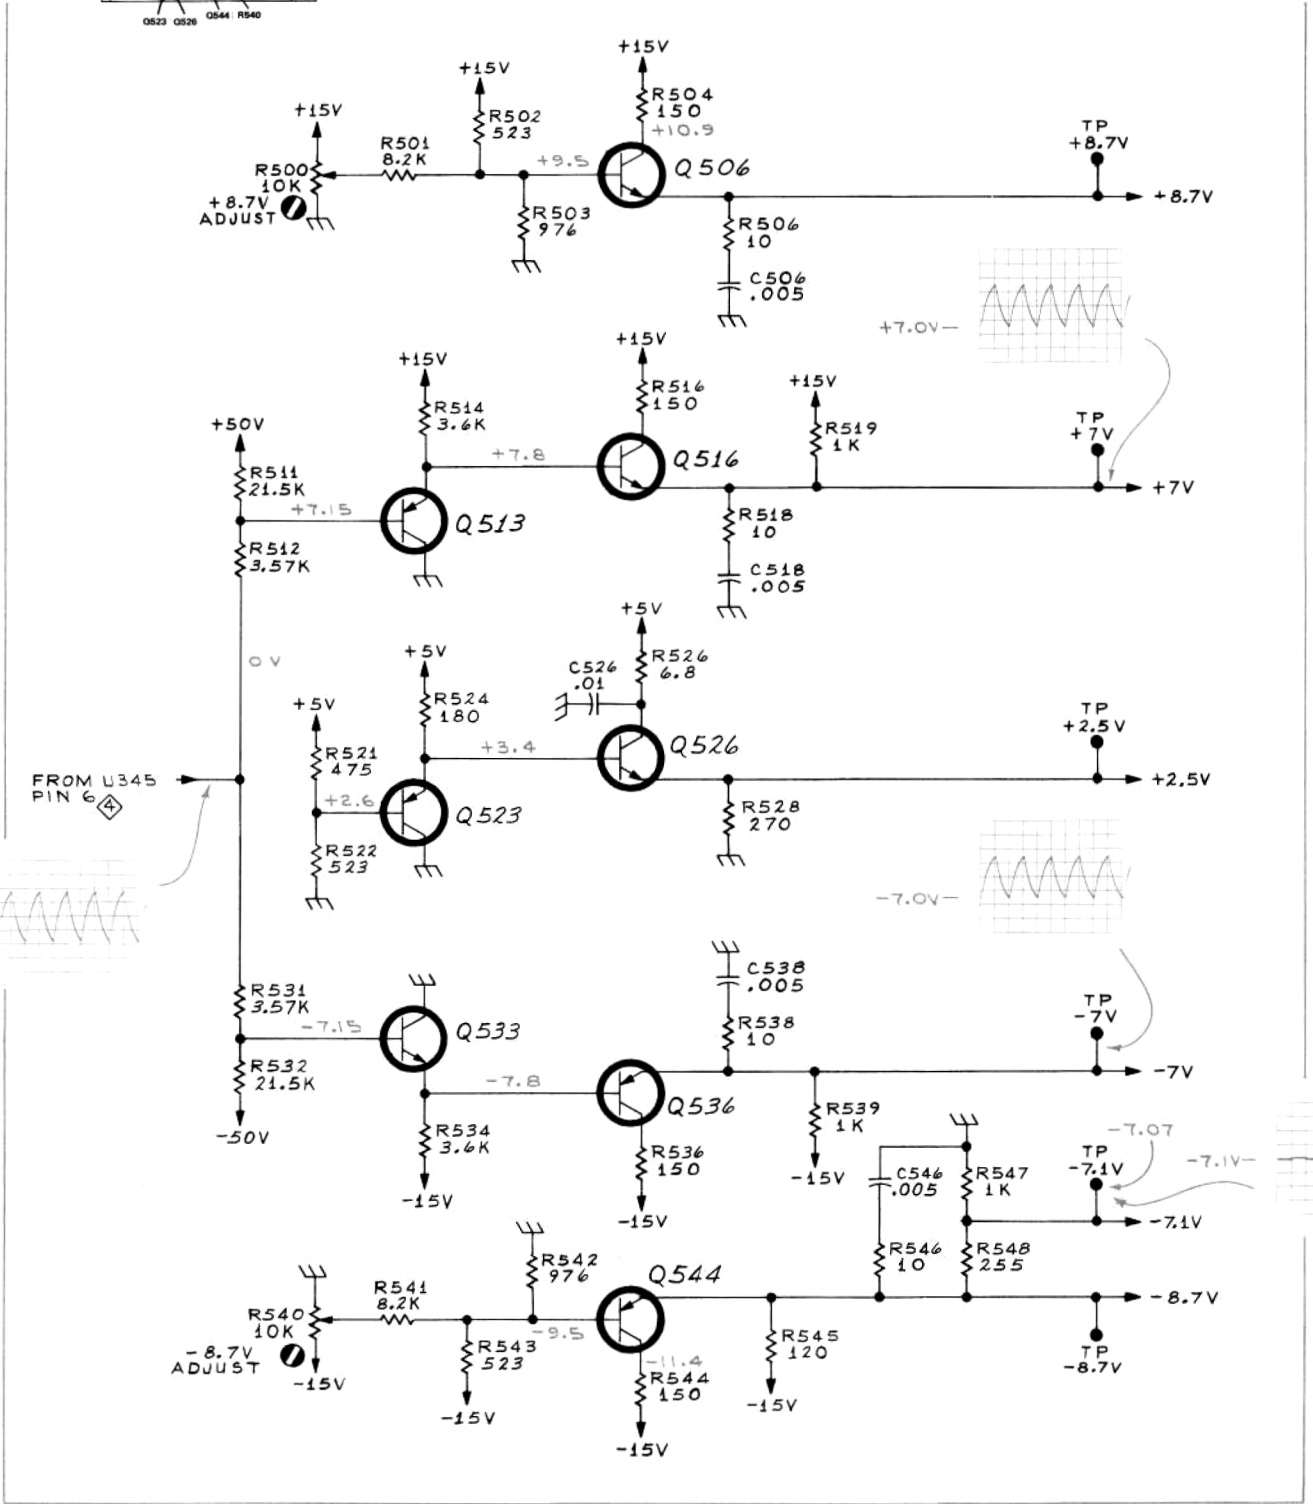 Q523 Q526 Q544 R540
+15V
R504
150
+10.9
+15V
R502
523
+15V
R501
8.2K
R500
10K
+8.7V
ADJUST
+9.5
Q506
R503
976
TP
+8.7V
+8.7V
R506
10
C506
.005
+7.0V
+15V
R516
150
+15V
R514
3.6K
+15V
R519
1K
+50V
R511
21.5K
+7.15
R512
3.57K
+7.8
Q516
Q513
TP
+7V
+7V
R518
10
C518
.005
0V
+5V
R526
6.8
C526
.01
+5V
R524
180
+5V
R521
475
+2.6
R522
523
+3.4
Q526
Q523
TP
+2.5V
+2.5V
R528
270
FROM U345
PIN 6 4
-7.0V
R531
3.57K
-7.15
R532
21.5K
-50V
Q533
-7.8
R534
3.6K
-15V
C538
.005
R538
10
Q536
R536
150
-15V
R539
1K
-15V
TP
-7V
-7V
-7.07
-7.1V
TP
-7.1V
-7.1V
C546
.005
R547
1K
R546
10
R548
255
R541
8.2K
R540
10K
-8.7V
ADJUST
-15V
R542
976
R543
523
-15V
-9.5
Q544
-11.4
R544
150
-15V
R545
120
-15V
-8.7V
TP
-8.7V